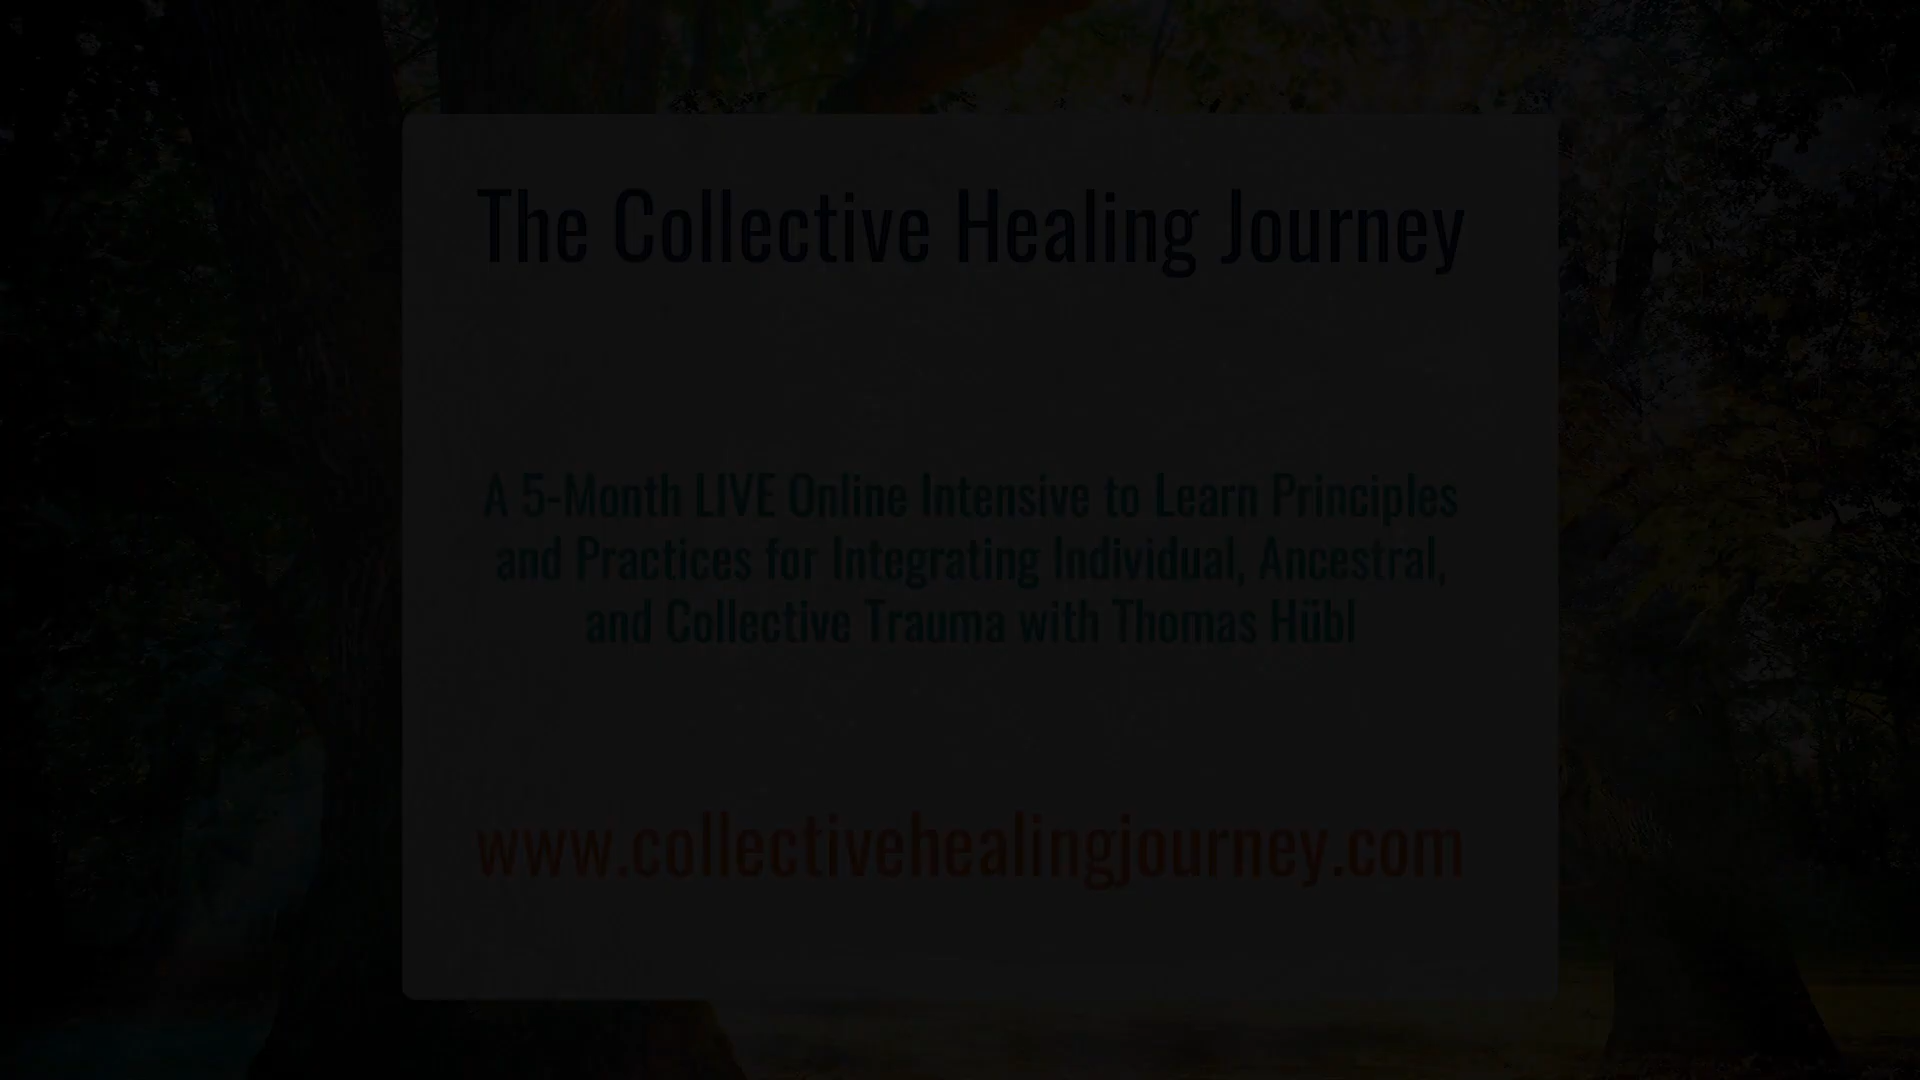 The Collective Healing Journey
A 5-Month LIVE Online Intensive to Learn Principles
and Practices for Integrating Individual, Ancestral,
and Collective Trauma with Thomas Hübl
www.collectivehealingjourney.com